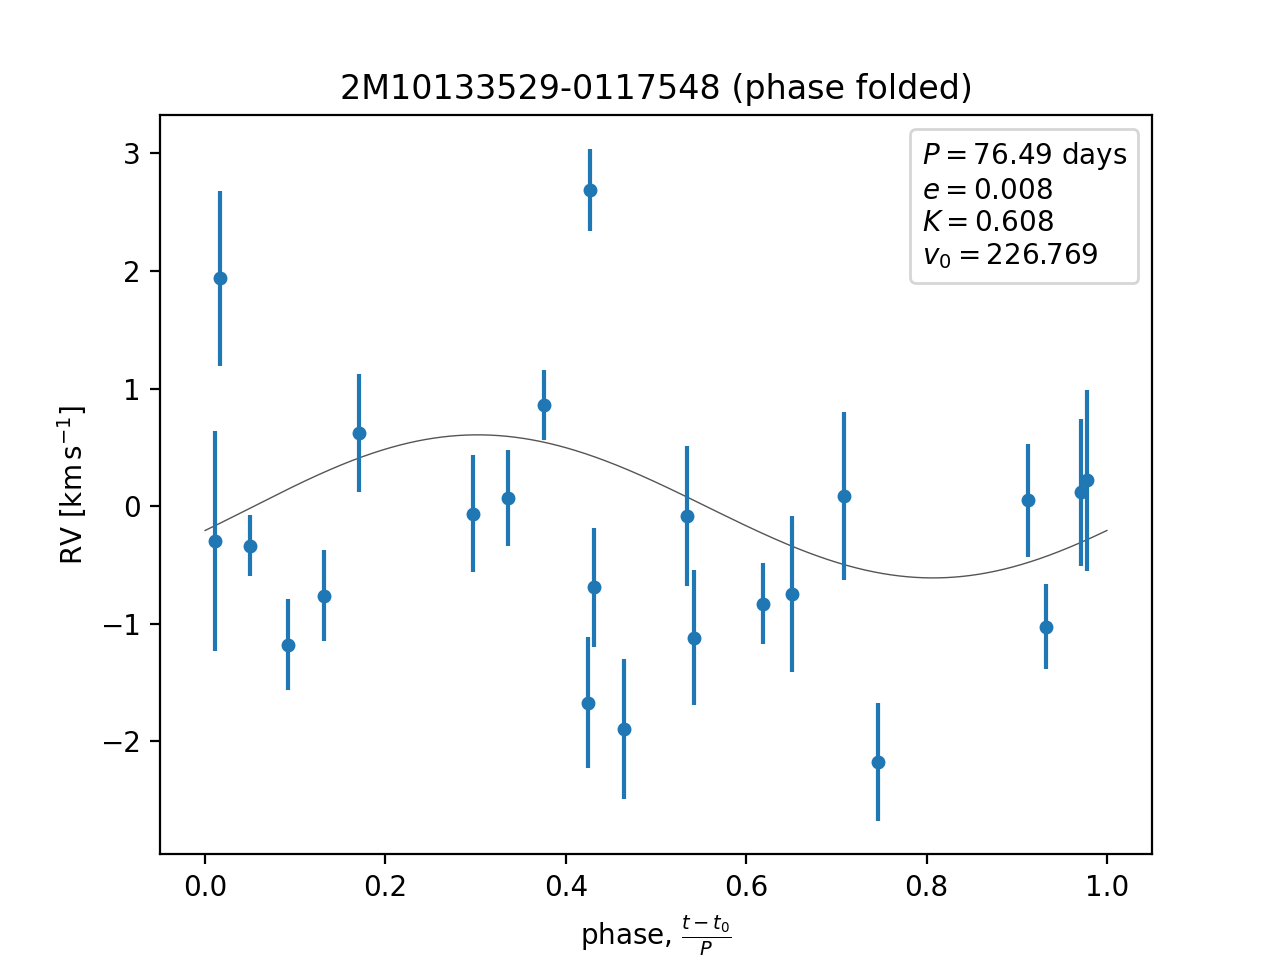 2M10133529-0117548 (phase folded)
P = 76.49 days
e = 0.008
K = 0.608
v₀ = 226.769
RV [km s⁻¹]
3
2
1
0
−1
−2
0.0 0.2 0.4 0.6 0.8 1.0
phase, (t − t₀)/P